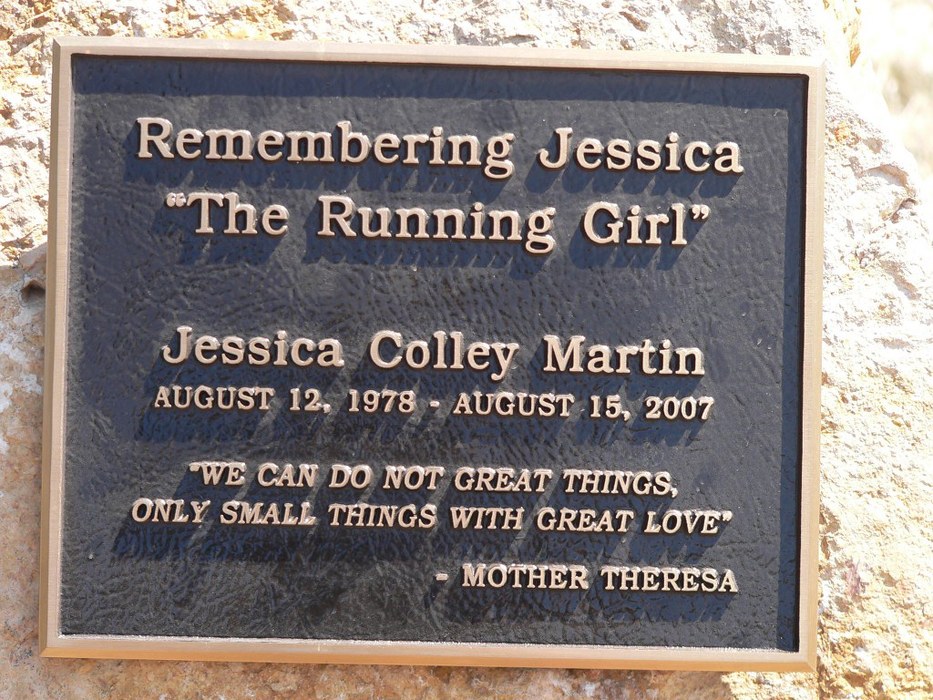 Remembering Jessica
“The Running Girl”
Jessica Colley Martin
AUGUST 12, 1978 - AUGUST 15, 2007
"WE CAN DO NOT GREAT THINGS,
ONLY SMALL THINGS WITH GREAT LOVE"
- MOTHER THERESA